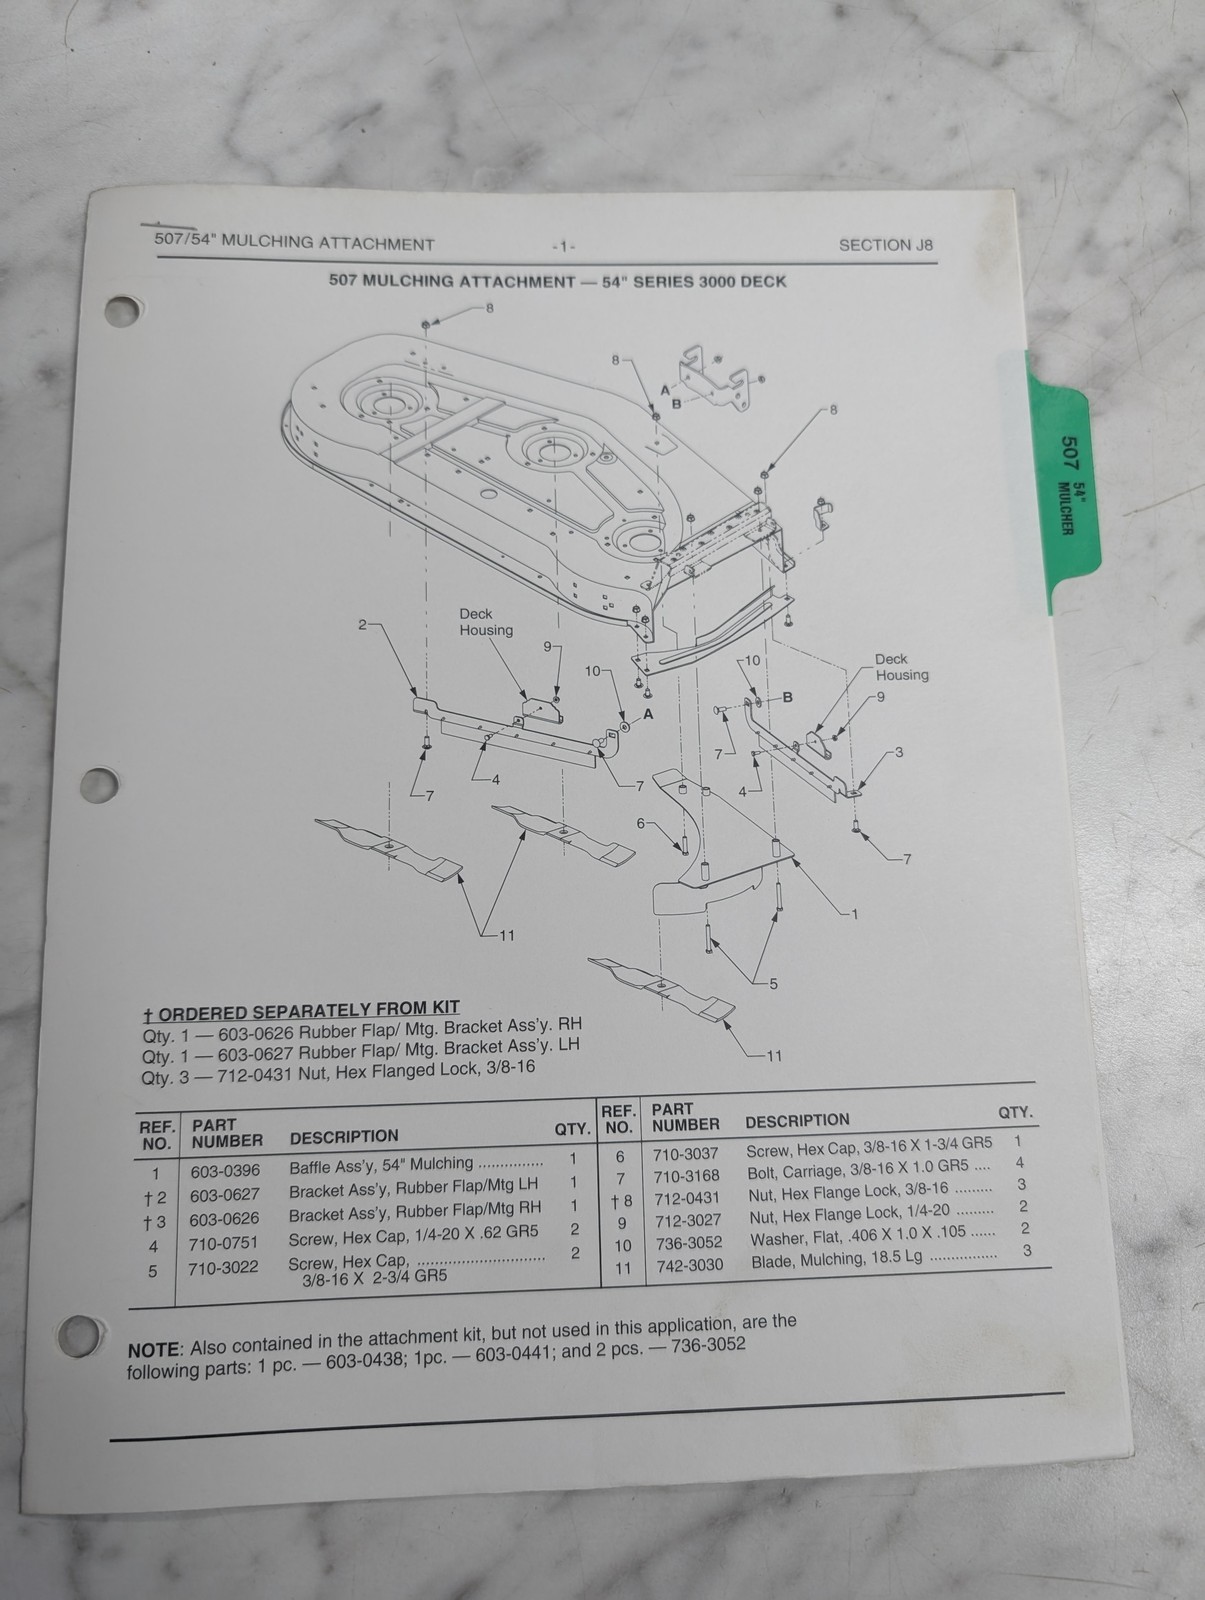 507/54" MULCHING ATTACHMENT -1- SECTION J8
507 MULCHING ATTACHMENT — 54" SERIES 3000 DECK
8
8
A
B
8
507 54" MULCHER
2
Deck
Housing
9
10
A
10
B
Deck
Housing
9
7
4
7
7
4
3
6
7
11
1
5
11
† ORDERED SEPARATELY FROM KIT
Qty. 1 — 603-0626 Rubber Flap/ Mtg. Bracket Ass'y. RH
Qty. 1 — 603-0627 Rubber Flap/ Mtg. Bracket Ass'y. LH
Qty. 3 — 712-0431 Nut, Hex Flanged Lock, 3/8-16
REF. NO. PART NUMBER DESCRIPTION QTY.
1 603-0396 Baffle Ass'y, 54" Mulching ............... 1
† 2 603-0627 Bracket Ass'y, Rubber Flap/Mtg LH 1
† 3 603-0626 Bracket Ass'y, Rubber Flap/Mtg RH 1
4 710-0751 Screw, Hex Cap, 1/4-20 X .62 GR5 2
5 710-3022 Screw, Hex Cap, ............................. 2
3/8-16 X 2-3/4 GR5
REF. NO. PART NUMBER DESCRIPTION QTY.
6 710-3037 Screw, Hex Cap, 3/8-16 X 1-3/4 GR5 1
7 710-3168 Bolt, Carriage, 3/8-16 X 1.0 GR5 .... 4
† 8 712-0431 Nut, Hex Flange Lock, 3/8-16 ......... 3
9 712-3027 Nut, Hex Flange Lock, 1/4-20 ......... 2
10 736-3052 Washer, Flat, .406 X 1.0 X .105 ...... 2
11 742-3030 Blade, Mulching, 18.5 Lg ................ 3
NOTE: Also contained in the attachment kit, but not used in this application, are the
following parts: 1 pc. — 603-0438; 1pc. — 603-0441; and 2 pcs. — 736-3052